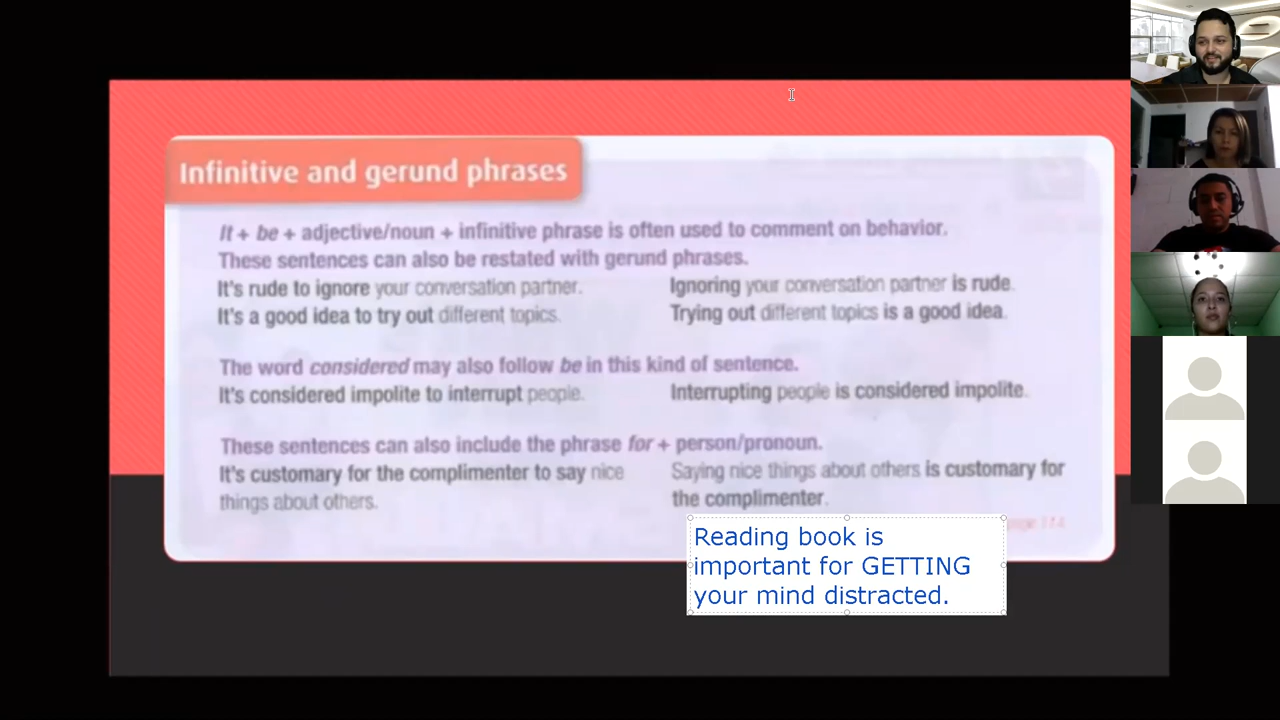 Infinitive and gerund phrases
It + be + adjective/noun + infinitive phrase is often used to comment on behavior.
These sentences can also be restated with gerund phrases.
It's rude to ignore your conversation partner.
Ignoring your conversation partner is rude.
It's a good idea to try out different topics.
Trying out different topics is a good idea.
The word considered may also follow be in this kind of sentence.
It's considered impolite to interrupt people.
Interrupting people is considered impolite.
These sentences can also include the phrase for + person/pronoun.
It's customary for the complimenter to say nice
things about others.
Saying nice things about others is customary for
the complimenter.
Reading book is
important for GETTING
your mind distracted.